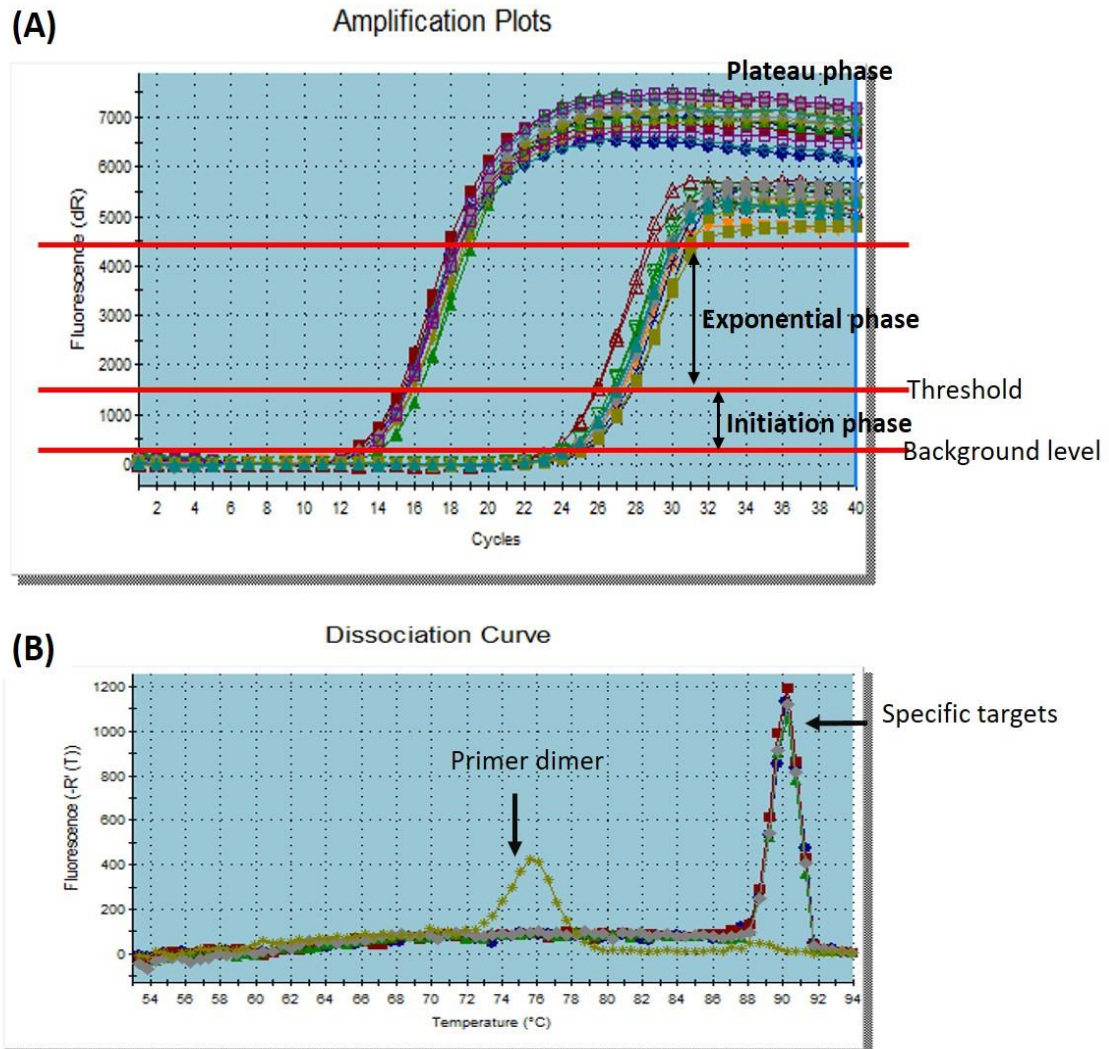 (A)
Amplification Plots
Plateau phase
Fluorescence (dR)
7000
6000
5000
4000
3000
2000
1000
0
Exponential phase
Threshold
Initiation phase
Background level
2 4 6 8 10 12 14 16 18 20 22 24 26 28 30 32 34 36 38 40
Cycles
(B)
Dissociation Curve
Fluorescence (-R' (T))
1200
1000
800
600
400
200
0
Specific targets
Primer dimer
54 56 58 60 62 64 66 68 70 72 74 76 78 80 82 84 86 88 90 92 94
Temperature (°C)